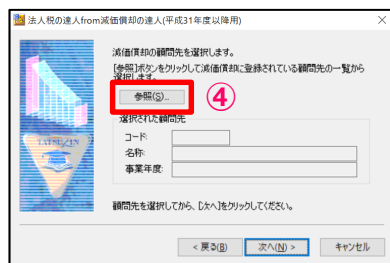 法人税の達人from減価償却の達人(平成31年度以降用)
減価償却の顧問先を選択します。
[参照]ボタンをクリックして減価償却に登録されている顧問先の一覧から
選択します。
参照(S)...
④
選択された顧問先
コード:
名称:
事業年度:
TATSUZIN
顧問先を選択してから、[次へ]をクリックしてください。
< 戻る(B)
次へ(N) >
キャンセル